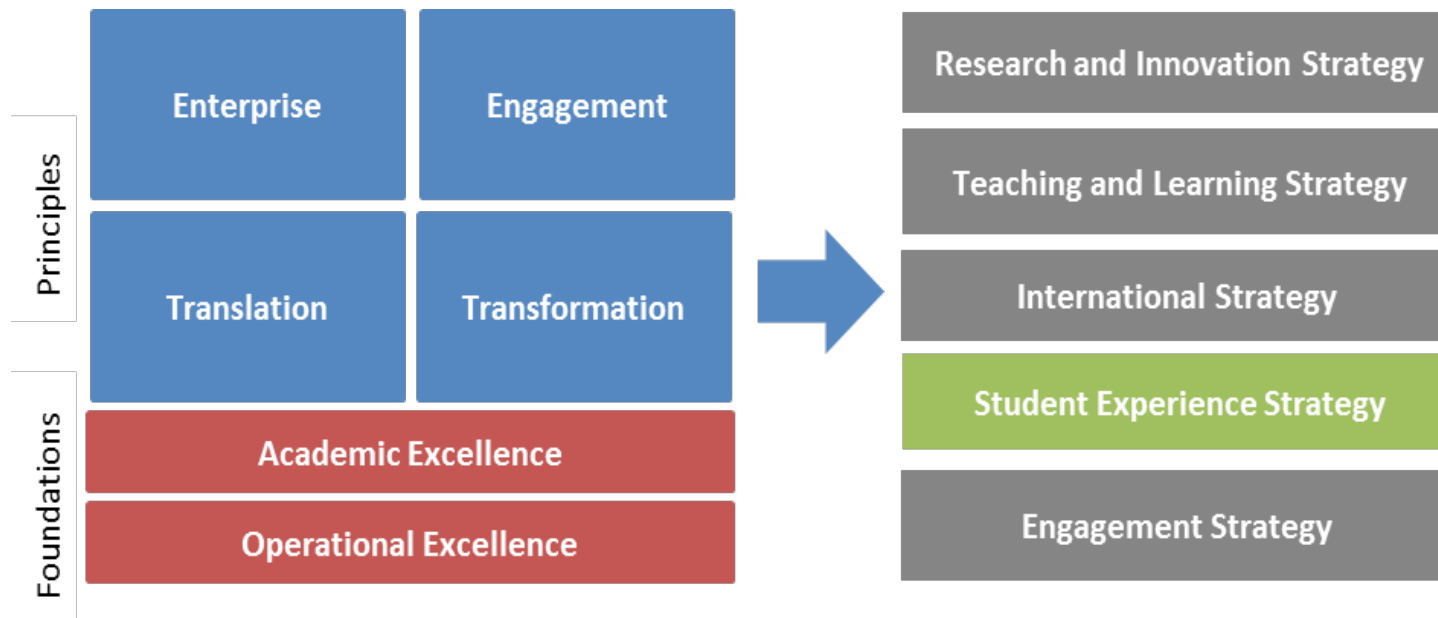 Principles
Enterprise
Engagement
Translation
Transformation
Foundations
Academic Excellence
Operational Excellence
Research and Innovation Strategy
Teaching and Learning Strategy
International Strategy
Student Experience Strategy
Engagement Strategy